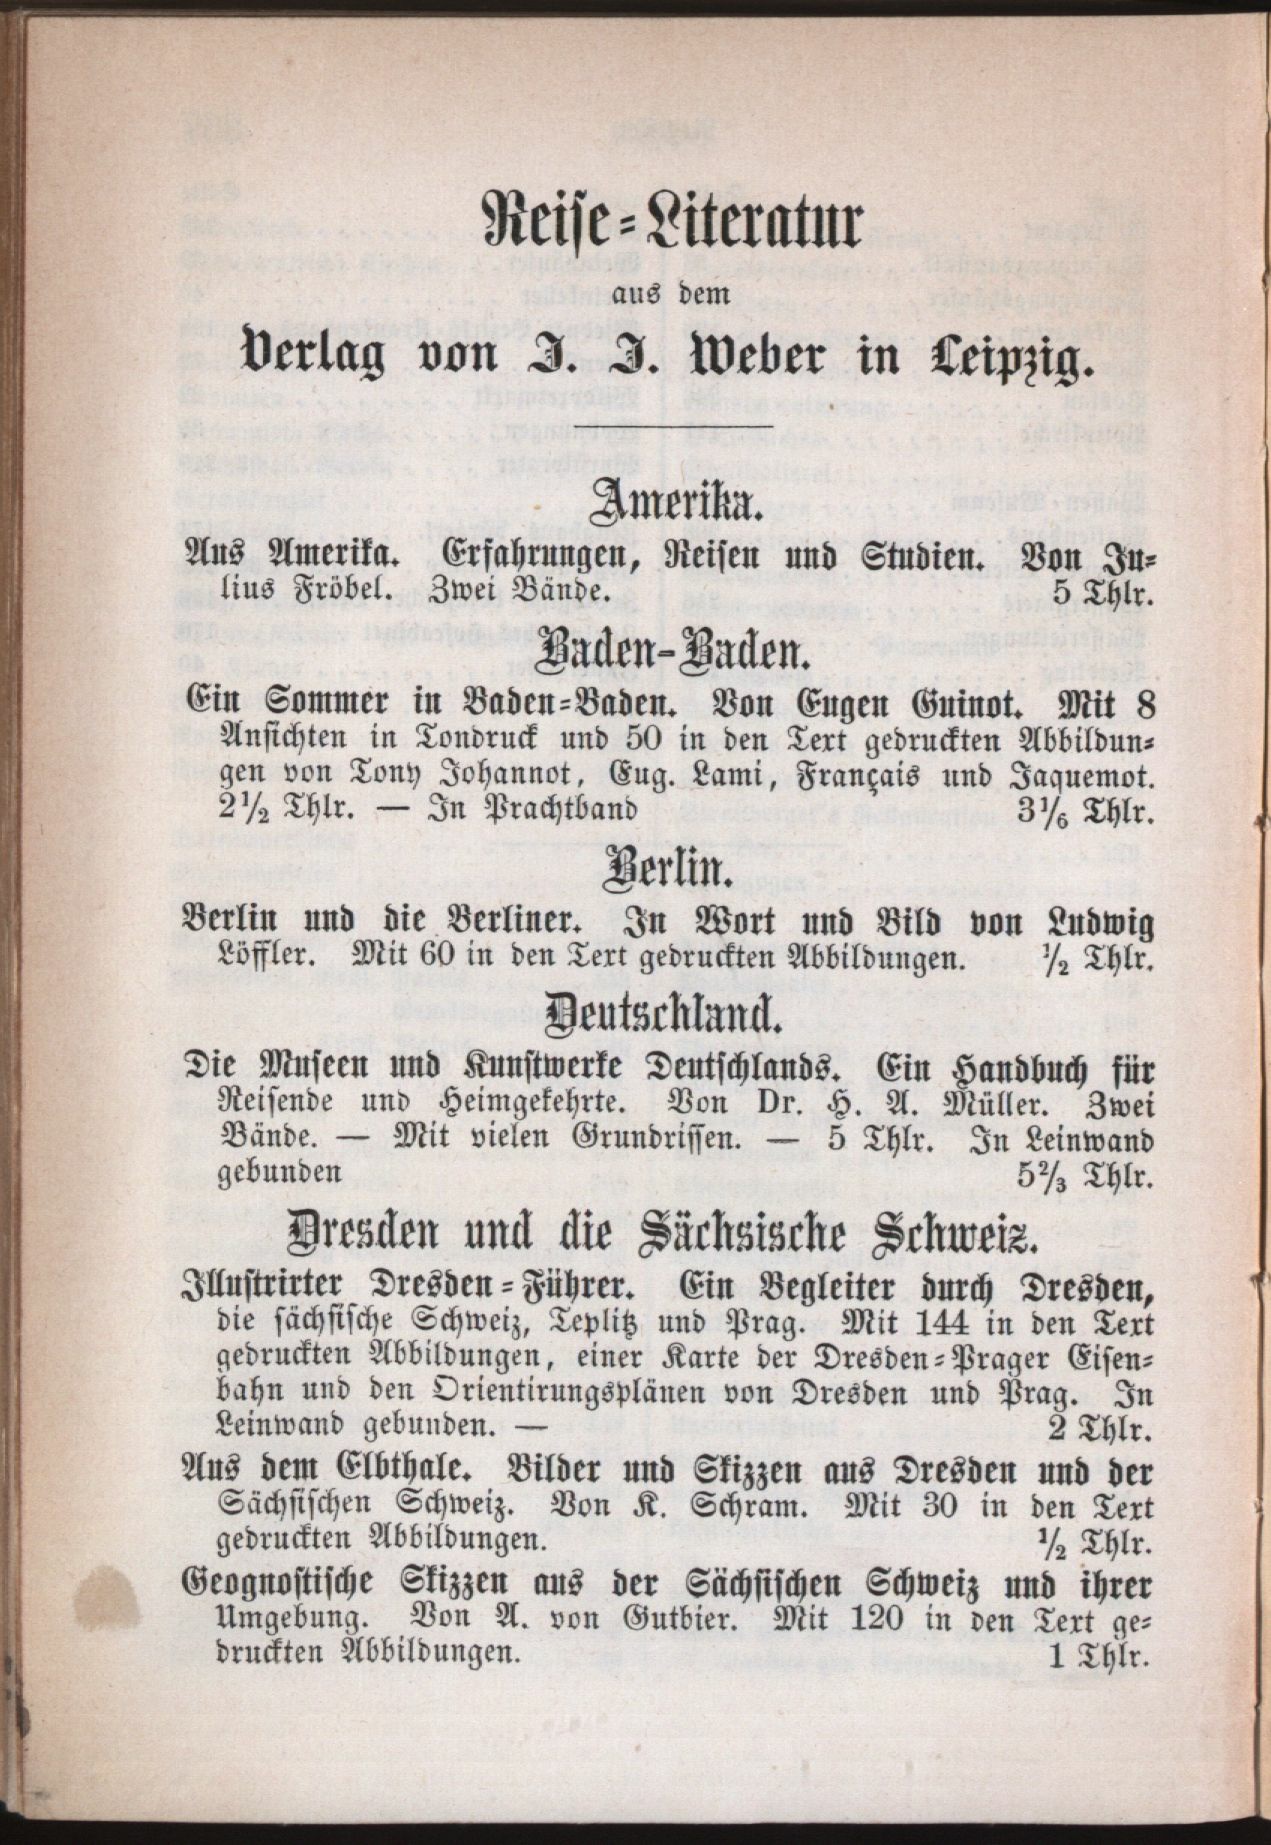 Reise-Literatur
aus dem
Verlag von J. J. Weber in Leipzig.
Amerika.
Aus Amerika. Erfahrungen, Reisen und Studien. Von Ju-
lius Fröbel. Zwei Bände. 5 Thlr.
Baden-Baden.
Ein Sommer in Baden-Baden. Von Eugen Guinot. Mit 8
Ansichten in Tondruck und 50 in den Text gedruckten Abbildun-
gen von Tony Johannot, Eug. Lami, Français und Jaquemot.
2½ Thlr. — In Prachtband 3⅙ Thlr.
Berlin.
Berlin und die Berliner. In Wort und Bild von Ludwig
Löffler. Mit 60 in den Text gedruckten Abbildungen. ½ Thlr.
Deutschland.
Die Museen und Kunstwerke Deutschlands. Ein Handbuch für
Reisende und Heimgekehrte. Von Dr. H. A. Müller. Zwei
Bände. — Mit vielen Grundrissen. — 5 Thlr. In Leinwand
gebunden 5⅔ Thlr.
Dresden und die Sächsische Schweiz.
Illustrirter Dresden-Führer. Ein Begleiter durch Dresden,
die sächsische Schweiz, Teplitz und Prag. Mit 144 in den Text
gedruckten Abbildungen, einer Karte der Dresden-Prager Eisen-
bahn und den Orientirungsplänen von Dresden und Prag. In
Leinwand gebunden. — 2 Thlr.
Aus dem Elbthale. Bilder und Skizzen aus Dresden und der
Sächsischen Schweiz. Von K. Schram. Mit 30 in den Text
gedruckten Abbildungen. ½ Thlr.
Geognostische Skizzen aus der Sächsischen Schweiz und ihrer
Umgebung. Von A. von Gutbier. Mit 120 in den Text ge-
druckten Abbildungen. 1 Thlr.